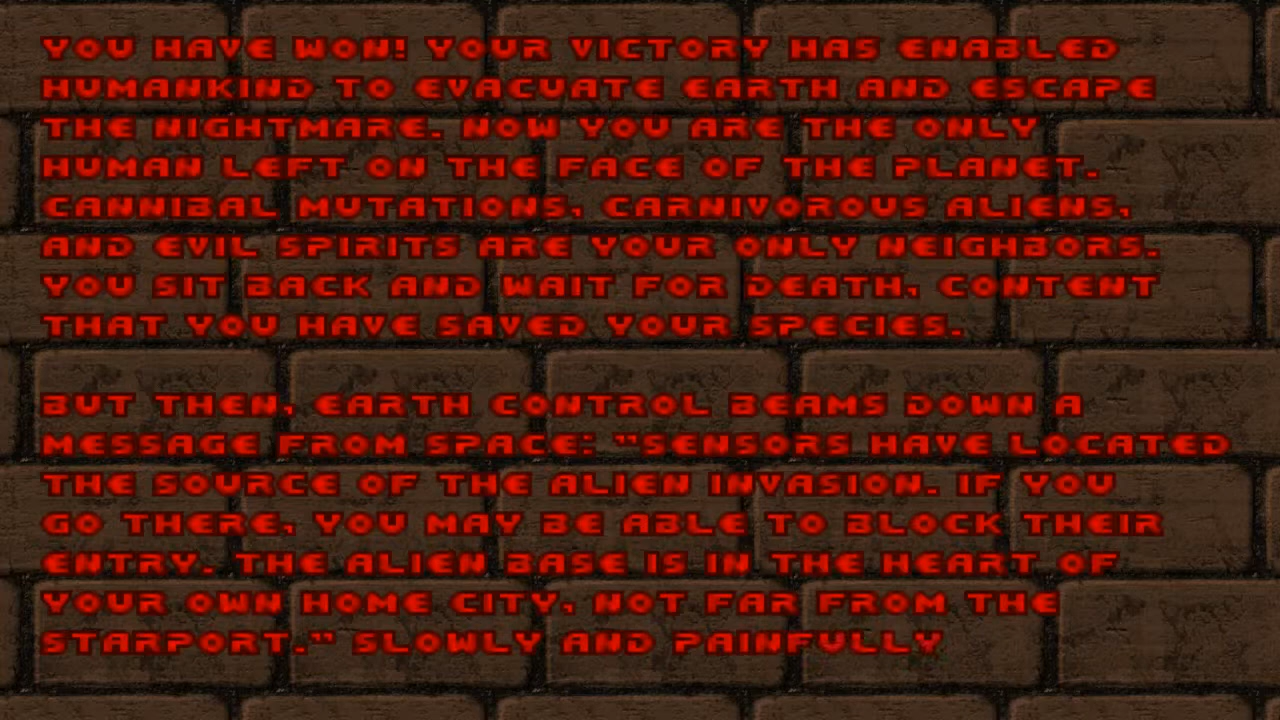 YOU HAVE WON! YOUR VICTORY HAS ENABLED
HUMANKIND TO EVACUATE EARTH AND ESCAPE
THE NIGHTMARE. NOW YOU ARE THE ONLY
HUMAN LEFT ON THE FACE OF THE PLANET.
CANNIBAL MUTATIONS, CARNIVOROUS ALIENS,
AND EVIL SPIRITS ARE YOUR ONLY NEIGHBORS.
YOU SIT BACK AND WAIT FOR DEATH, CONTENT
THAT YOU HAVE SAVED YOUR SPECIES.
BUT THEN, EARTH CONTROL BEAMS DOWN A
MESSAGE FROM SPACE: "SENSORS HAVE LOCATED
THE SOURCE OF THE ALIEN INVASION. IF YOU
GO THERE, YOU MAY BE ABLE TO BLOCK THEIR
ENTRY. THE ALIEN BASE IS IN THE HEART OF
YOUR OWN HOME CITY, NOT FAR FROM THE
STARPORT." SLOWLY AND PAINFULLY